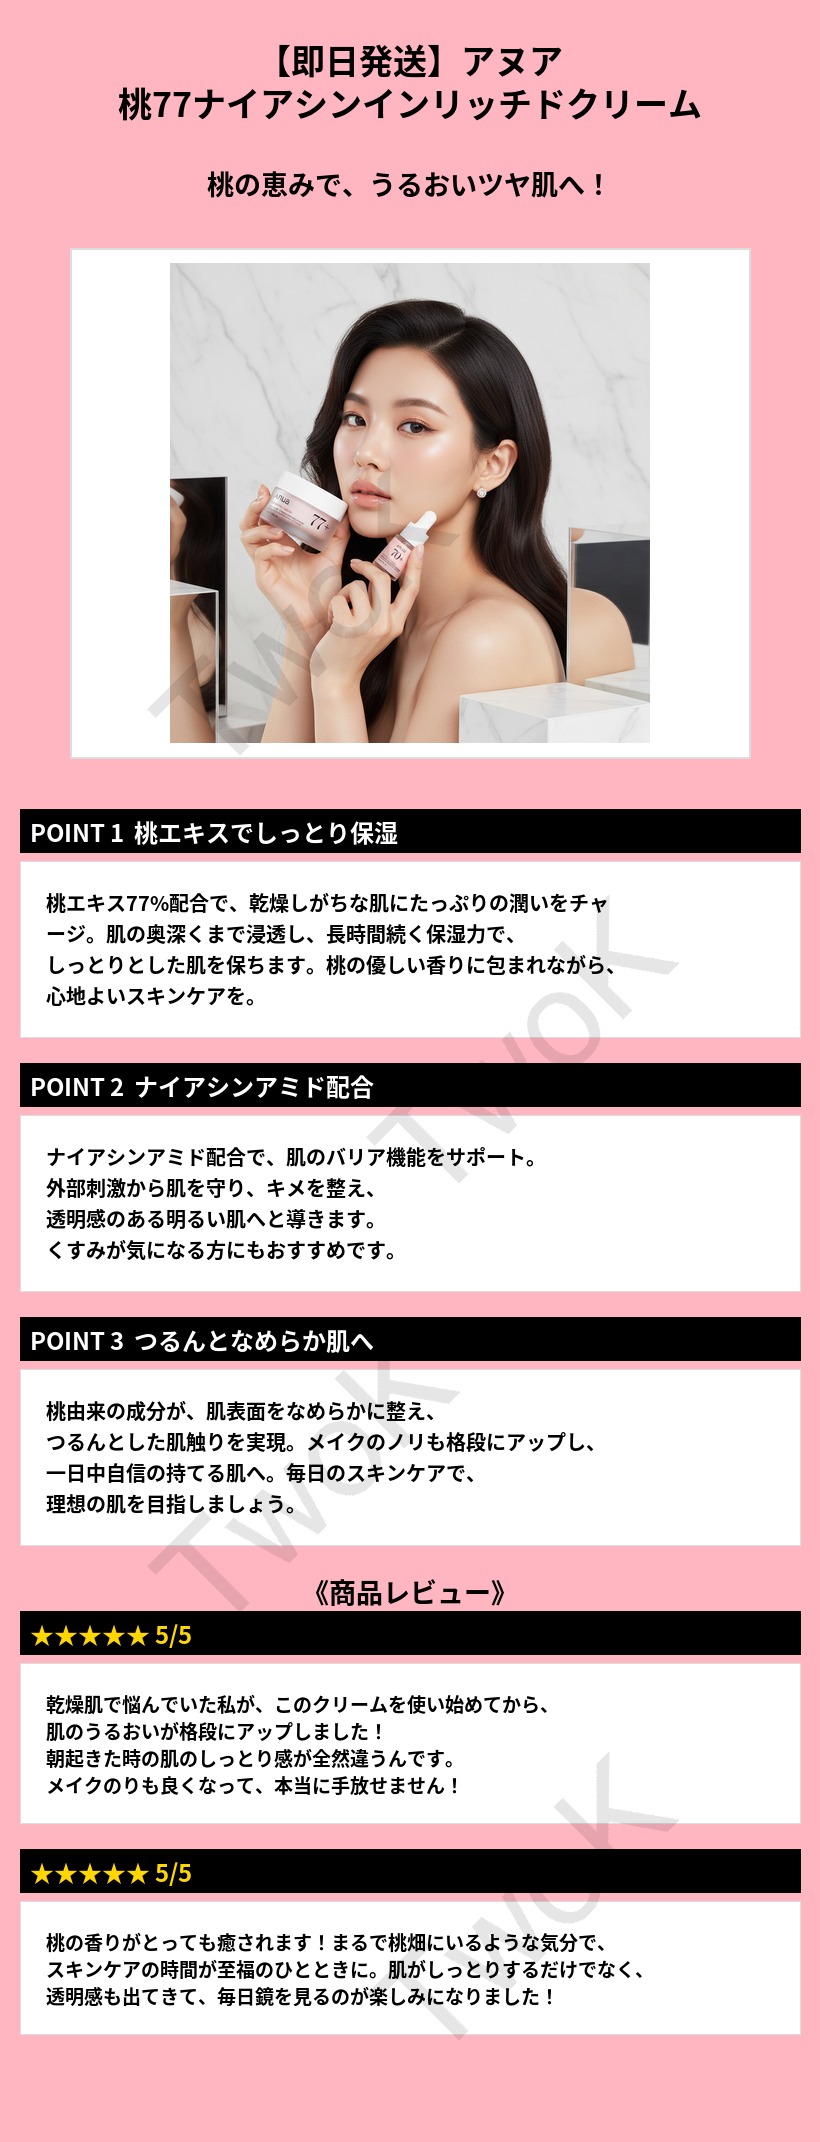 【即日発送】アヌア
桃77ナイアシンインリッチドクリーム
桃の恵みで、うるおいツヤ肌へ！
77+
70+
TwoK
POINT 1 桃エキスでしっとり保湿
桃エキス77%配合で、乾燥しがちな肌にたっぷりの潤いをチャ
ージ。肌の奥深くまで浸透し、長時間続く保湿力で、
しっとりとした肌を保ちます。桃の優しい香りに包まれながら、
心地よいスキンケアを。
TwoK
POINT 2 ナイアシンアミド配合
ナイアシンアミド配合で、肌のバリア機能をサポート。
外部刺激から肌を守り、キメを整え、
透明感のある明るい肌へと導きます。
くすみが気になる方にもおすすめです。
POINT 3 つるんとなめらか肌へ
桃由来の成分が、肌表面をなめらかに整え、
つるんとした肌触りを実現。メイクのノリも格段にアップし、
一日中自信の持てる肌へ。毎日のスキンケアで、
理想の肌を目指しましょう。
TwoK
《商品レビュー》
★★★★★ 5/5
乾燥肌で悩んでいた私が、このクリームを使い始めてから、
肌のうるおいが格段にアップしました！
朝起きた時の肌のしっとり感が全然違うんです。
メイクのりも良くなって、本当に手放せません！
★★★★★ 5/5
桃の香りがとっても癒されます！まるで桃畑にいるような気分で、
スキンケアの時間が至福のひとときに。肌がしっとりするだけでなく、
透明感も出てきて、毎日鏡を見るのが楽しみになりました！
TwoK